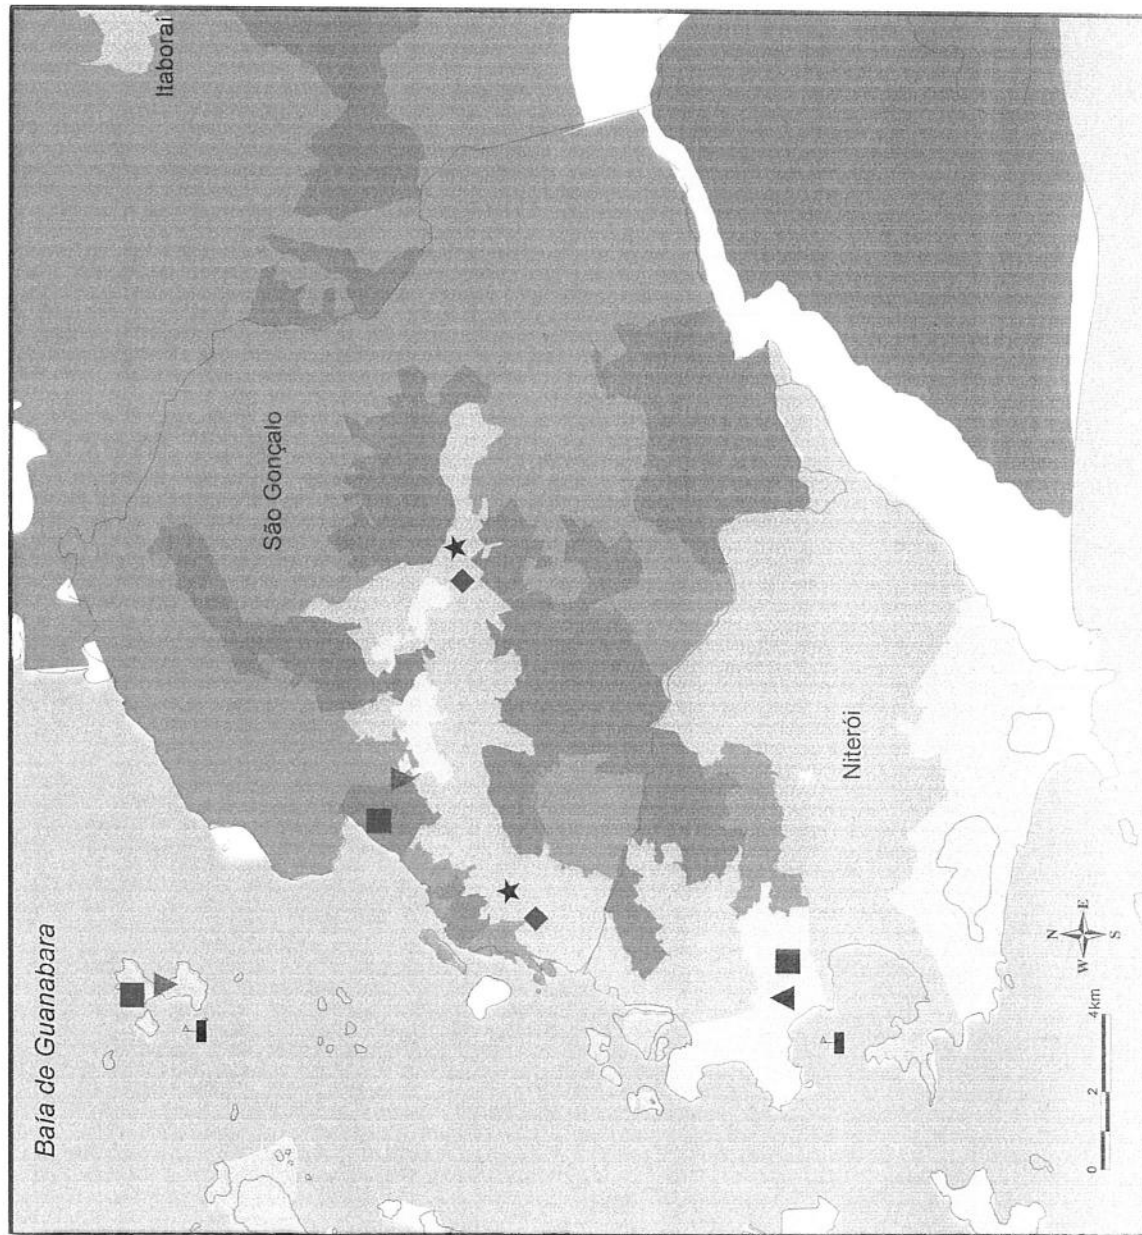 Baía de Guanabara
Itaboraí
São Gonçalo
Niterói
N
W E
S
0 2 4km